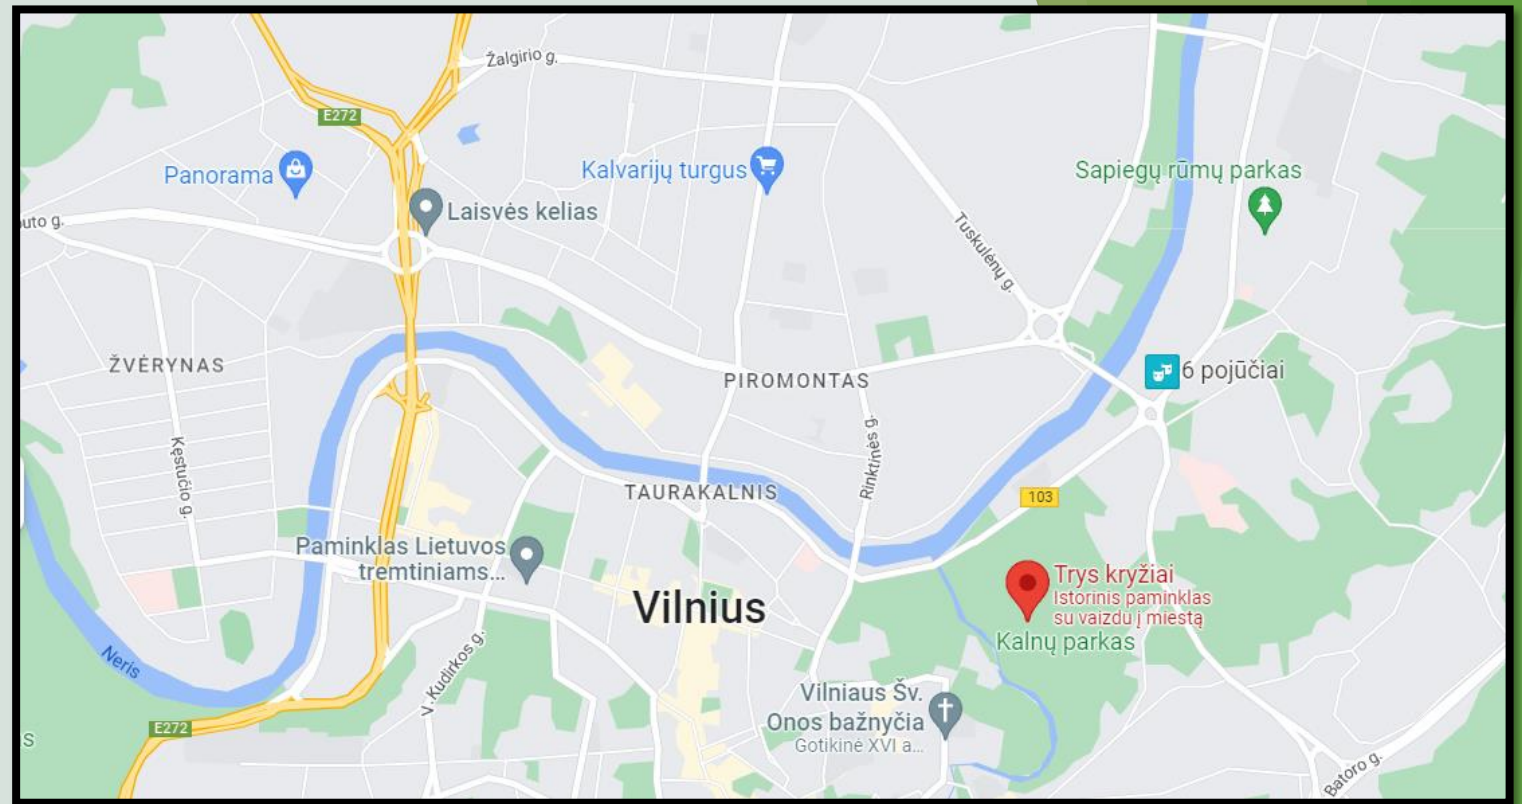 Žalgirio g.
E272
Panorama
Kalvarijų turgus
Sapiegų rūmų parkas
Laisvės kelias
uto g.
Tuskulėnų g.
ŽVĖRYNAS
6 pojūčiai
PIROMONTAS
Kęstučio g.
Rinktinės g.
TAURAKALNIS
103
Paminklas Lietuvos
tremtiniams...
Trys kryžiai
Istorinis paminklas
su vaizdu į miestą
Vilnius
Kalnų parkas
Neris
V. Kudirkos g.
Vilniaus Šv.
Onos bažnyčia
Gotikinė XVI a...
E272
s
Batoro g.